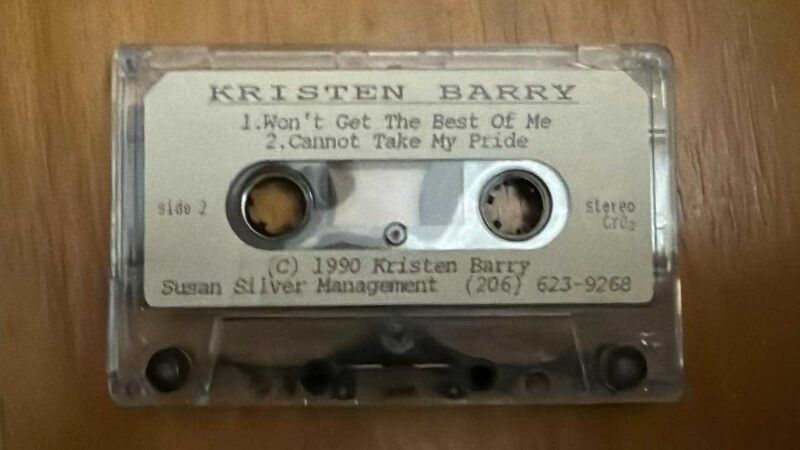 KRISTEN BARRY
1.Won't Get The Best Of Me
2.Cannot Take My Pride
side 2
stereo
CrO₂
(C) 1990 Kristen Barry
Susan Silver Management (206) 623-9268